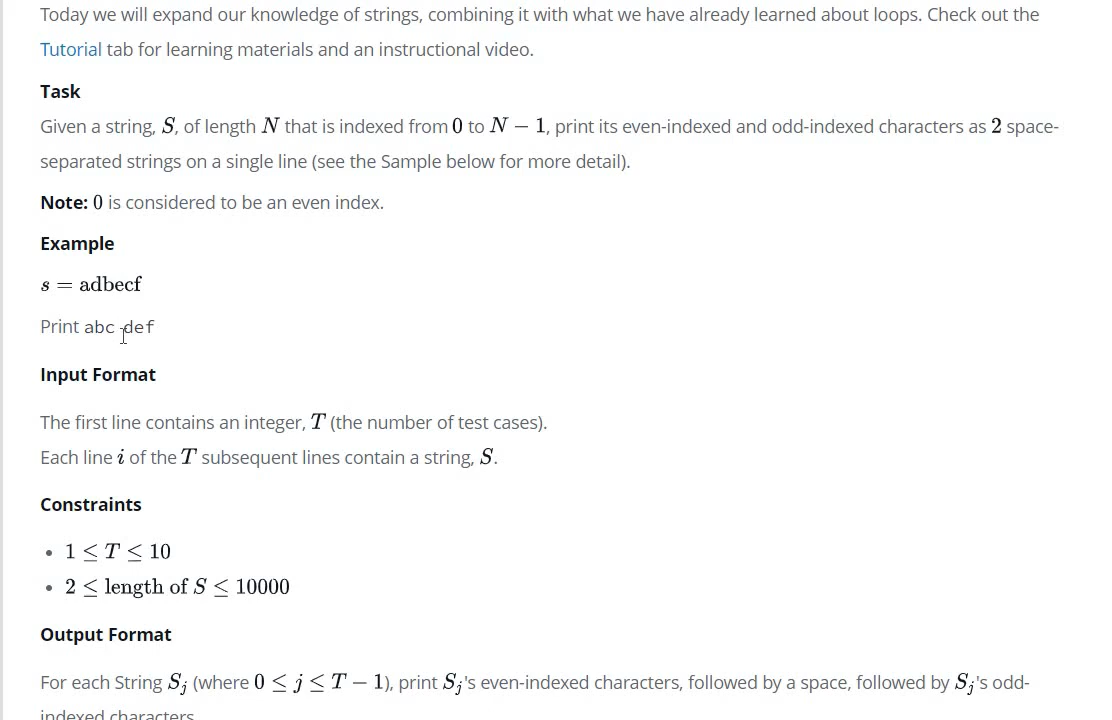 Today we will expand our knowledge of strings, combining it with what we have already learned about loops. Check out the
Tutorial tab for learning materials and an instructional video.
Task
Given a string, S, of length N that is indexed from 0 to N − 1, print its even-indexed and odd-indexed characters as 2 space-
separated strings on a single line (see the Sample below for more detail).
Note: 0 is considered to be an even index.
Example
s = adbecf
Print abc def
Input Format
The first line contains an integer, T (the number of test cases).
Each line i of the T subsequent lines contain a string, S.
Constraints
• 1 ≤ T ≤ 10
• 2 ≤ length of S ≤ 10000
Output Format
For each String Sj (where 0 ≤ j ≤ T − 1), print Sj's even-indexed characters, followed by a space, followed by Sj's odd-
indexed characters